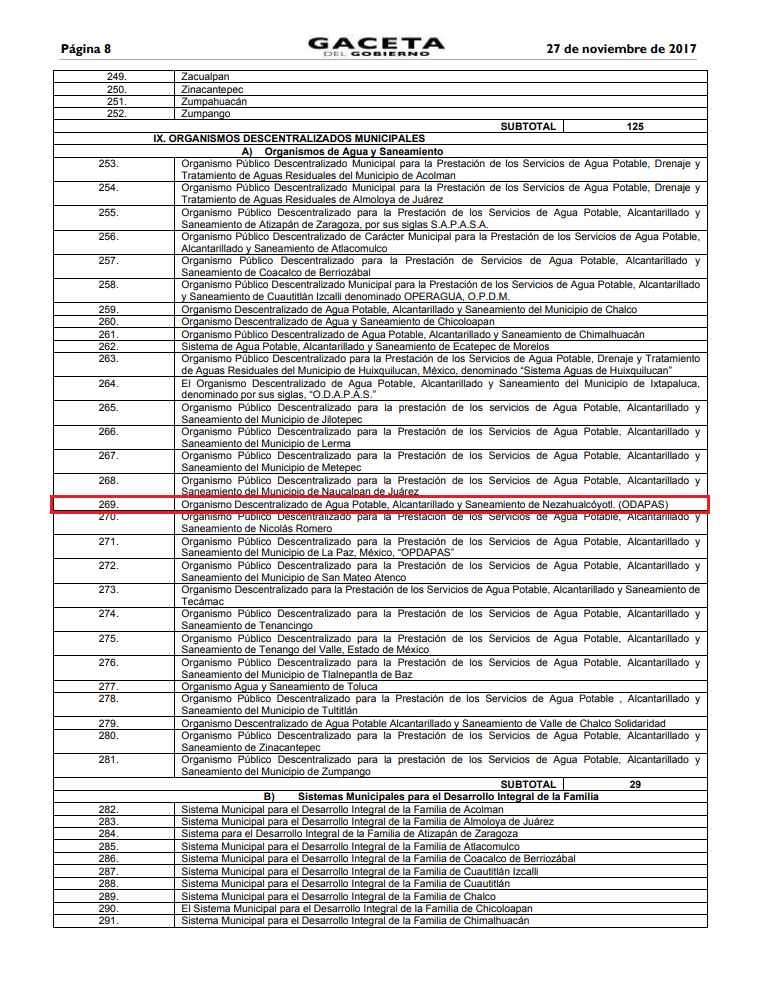 Página 8
GACETA
DEL GOBIERNO
27 de noviembre de 2017
249. Zacualpan
250. Zinacantepec
251. Zumpahuacán
252. Zumpango
SUBTOTAL 125
IX. ORGANISMOS DESCENTRALIZADOS MUNICIPALES
A) Organismos de Agua y Saneamiento
253. Organismo Público Descentralizado Municipal para la Prestación de los Servicios de Agua Potable, Drenaje y
Tratamiento de Aguas Residuales del Municipio de Acolman
254. Organismo Público Descentralizado Municipal para la Prestación de los Servicios de Agua Potable, Drenaje y
Tratamiento de Aguas Residuales de Almoloya de Juárez
255. Organismo Público Descentralizado para la Prestación de los Servicios de Agua Potable, Alcantarillado y
Saneamiento de Atizapán de Zaragoza, por sus siglas S.A.P.A.S.A.
256. Organismo Público Descentralizado de Carácter Municipal para la Prestación de los Servicios de Agua Potable,
Alcantarillado y Saneamiento de Atlacomulco
257. Organismo Público Descentralizado para la Prestación de Servicios de Agua Potable, Alcantarillado y
Saneamiento de Coacalco de Berriozábal
258. Organismo Público Descentralizado Municipal para la Prestación de los Servicios de Agua Potable, Alcantarillado
y Saneamiento de Cuautitlán Izcalli denominado OPERAGUA, O.P.D.M.
259. Organismo Descentralizado de Agua Potable, Alcantarillado y Saneamiento del Municipio de Chalco
260. Organismo Descentralizado de Agua y Saneamiento de Chicoloapan
261. Organismo Público Descentralizado de Agua Potable, Alcantarillado y Saneamiento de Chimalhuacán
262. Sistema de Agua Potable, Alcantarillado y Saneamiento de Ecatepec de Morelos
263. Organismo Público Descentralizado para la Prestación de los Servicios de Agua Potable, Drenaje y Tratamiento
de Aguas Residuales del Municipio de Huixquilucan, México, denominado “Sistema Aguas de Huixquilucan”
264. El Organismo Descentralizado de Agua Potable, Alcantarillado y Saneamiento del Municipio de Ixtapaluca,
denominado por sus siglas, “O.D.A.P.A.S.”
265. Organismo Público Descentralizado para la prestación de los servicios de Agua Potable, Alcantarillado y
Saneamiento del Municipio de Jilotepec
266. Organismo Público Descentralizado para la Prestación de los Servicios de Agua Potable, Alcantarillado y
Saneamiento del Municipio de Lerma
267. Organismo Público Descentralizado para la Prestación de los Servicios de Agua Potable, Alcantarillado y
Saneamiento del Municipio de Metepec
268. Organismo Público Descentralizado para la Prestación de los Servicios de Agua Potable, Alcantarillado y
Saneamiento del Municipio de Naucalpan de Juárez
269. Organismo Descentralizado de Agua Potable, Alcantarillado y Saneamiento de Nezahualcóyotl. (ODAPAS)
270. Organismo Público Descentralizado para la Prestación de los Servicios de Agua Potable, Alcantarillado y
Saneamiento de Nicolás Romero
271. Organismo Público Descentralizado para la Prestación de los Servicios de Agua Potable, Alcantarillado y
Saneamiento del Municipio de La Paz, México, “OPDAPAS”
272. Organismo Público Descentralizado para la Prestación de los Servicios de Agua Potable, Alcantarillado y
Saneamiento del Municipio de San Mateo Atenco
273. Organismo Descentralizado para la Prestación de los Servicios de Agua Potable, Alcantarillado y Saneamiento de
Tecámac
274. Organismo Público Descentralizado para la Prestación de los Servicios de Agua Potable, Alcantarillado y
Saneamiento de Tenancingo
275. Organismo Público Descentralizado para la Prestación de los Servicios de Agua Potable, Alcantarillado y
Saneamiento de Tenango del Valle, Estado de México
276. Organismo Público Descentralizado para la Prestación de los Servicios de Agua Potable, Alcantarillado y
Saneamiento del Municipio de Tlalnepantla de Baz
277. Organismo Agua y Saneamiento de Toluca
278. Organismo Público Descentralizado para la Prestación de los Servicios de Agua Potable , Alcantarillado y
Saneamiento del Municipio de Tultitlán
279. Organismo Descentralizado de Agua Potable Alcantarillado y Saneamiento de Valle de Chalco Solidaridad
280. Organismo Público Descentralizado para la Prestación de los Servicios de Agua Potable, Alcantarillado y
Saneamiento de Zinacantepec
281. Organismo Público Descentralizado para la prestación de los Servicios de Agua Potable, Alcantarillado y
Saneamiento del Municipio de Zumpango
SUBTOTAL 29
B) Sistemas Municipales para el Desarrollo Integral de la Familia
282. Sistema Municipal para el Desarrollo Integral de la Familia de Acolman
283. Sistema Municipal para el Desarrollo Integral de la Familia de Almoloya de Juárez
284. Sistema para el Desarrollo Integral de la Familia de Atizapán de Zaragoza
285. Sistema Municipal para el Desarrollo Integral de la Familia de Atlacomulco
286. Sistema Municipal para el Desarrollo Integral de la Familia de Coacalco de Berriozábal
287. Sistema Municipal para el Desarrollo Integral de la Familia de Cuautitlán Izcalli
288. Sistema Municipal para el Desarrollo Integral de la Familia de Cuautitlán
289. Sistema Municipal para el Desarrollo Integral de la Familia de Chalco
290. El Sistema Municipal para el Desarrollo Integral de la Familia de Chicoloapan
291. Sistema Municipal para el Desarrollo Integral de la Familia de Chimalhuacán